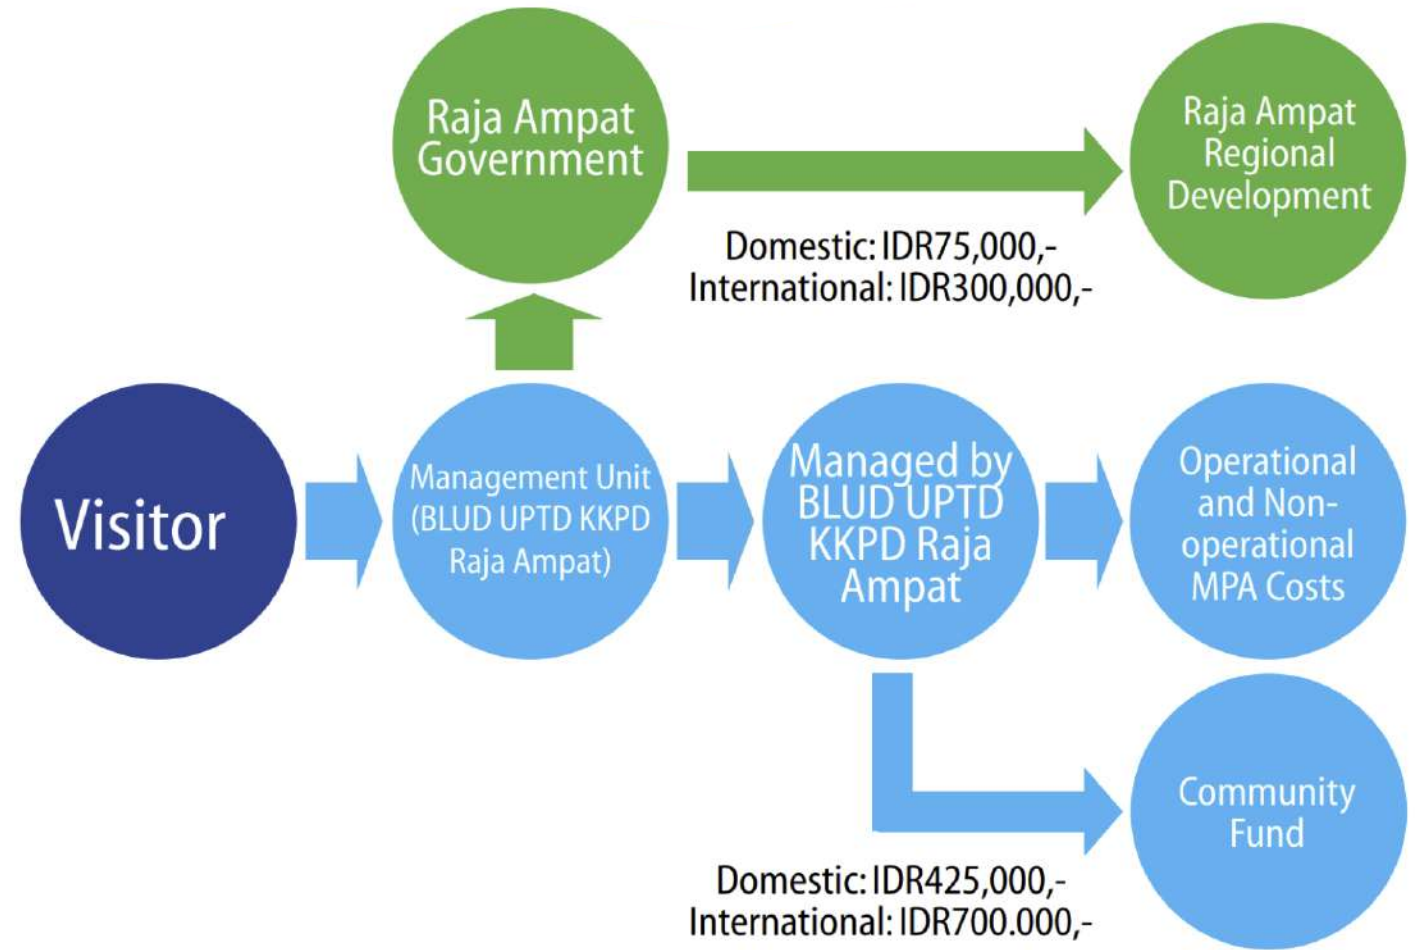 Raja Ampat
Government
Raja Ampat
Regional
Development
Domestic: IDR75,000,-
International: IDR300,000,-
Visitor
Management Unit
(BLUD UPTD KKPD
Raja Ampat)
Managed by
BLUD UPTD
KKPD Raja
Ampat
Operational
and Non-
operational
MPA Costs
Community
Fund
Domestic: IDR425,000,-
International: IDR700.000,-